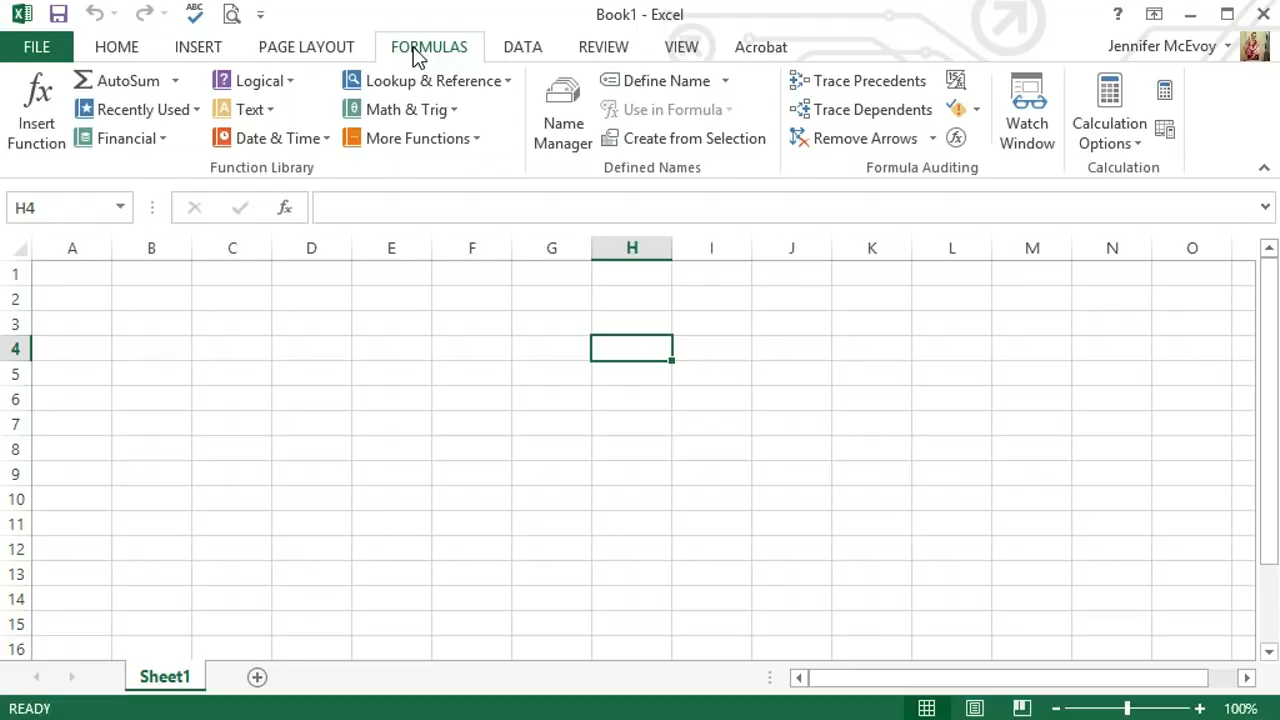 ABC
Book1 - Excel
?
FILE HOME INSERT PAGE LAYOUT FORMULAS DATA REVIEW VIEW Acrobat Jennifer McEvoy
fx Insert Function
Σ AutoSum
Recently Used
Financial
Logical
Text
Date & Time
Lookup & Reference
Math & Trig
More Functions
Function Library
Name Manager
Define Name
Use in Formula
Create from Selection
Defined Names
Trace Precedents
Trace Dependents
Remove Arrows
Formula Auditing
Watch Window
Calculation Options
Calculation
H4 fx
A B C D E F G H I J K L M N O
1
2
3
4
5
6
7
8
9
10
11
12
13
14
15
16
Sheet1
READY 100%